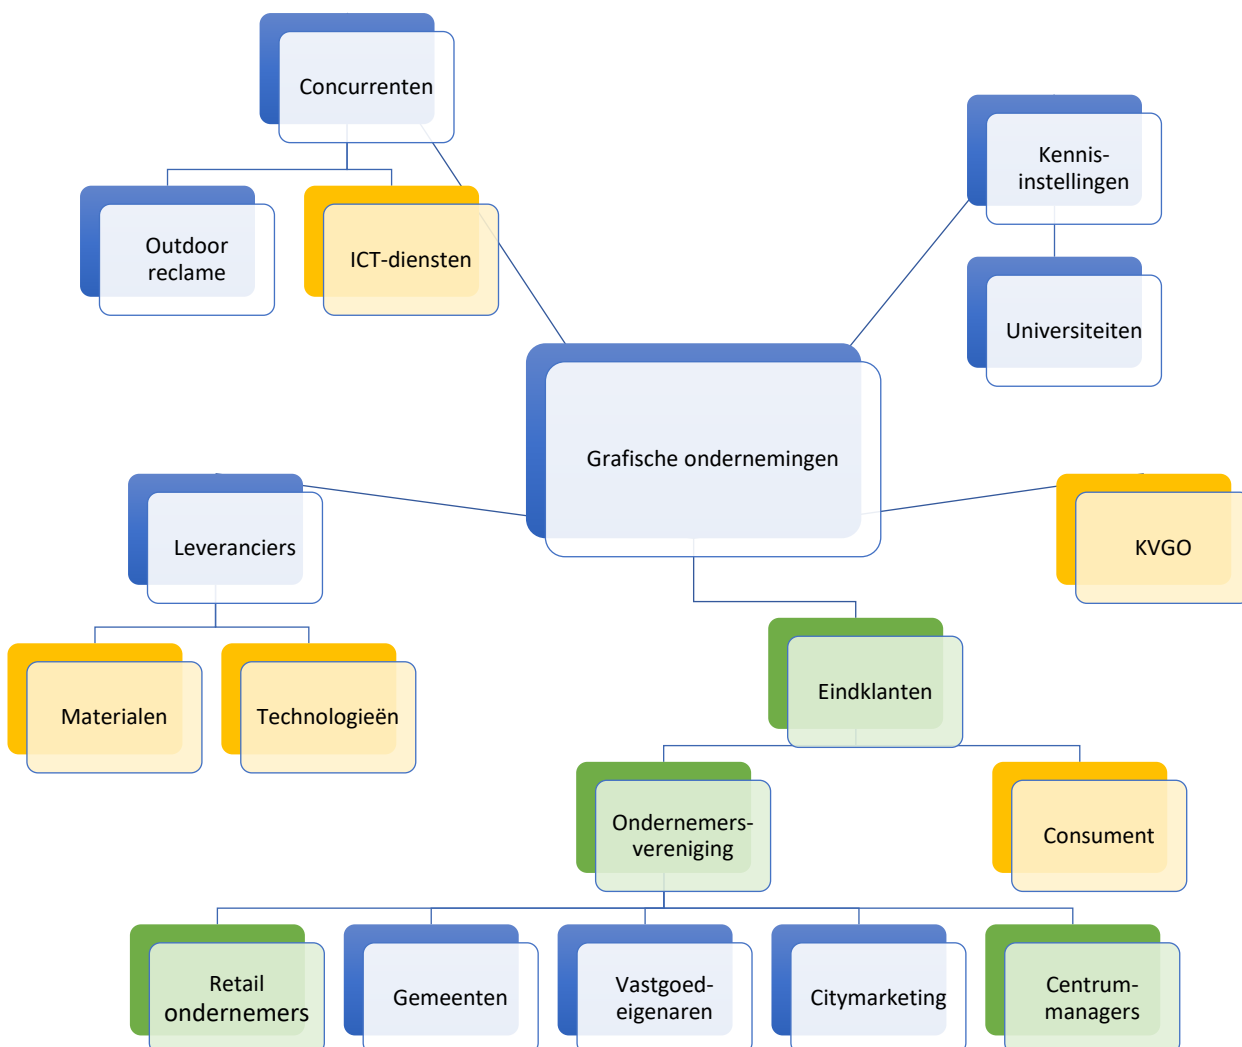 Concurrenten
Kennis-
instellingen
Outdoor
reclame
ICT-diensten
Universiteiten
Grafische ondernemingen
Leveranciers
KVGO
Materialen
Technologieën
Eindklanten
Ondernemers-
vereniging
Consument
Retail
ondernemers
Gemeenten
Vastgoed-
eigenaren
Citymarketing
Centrum-
managers